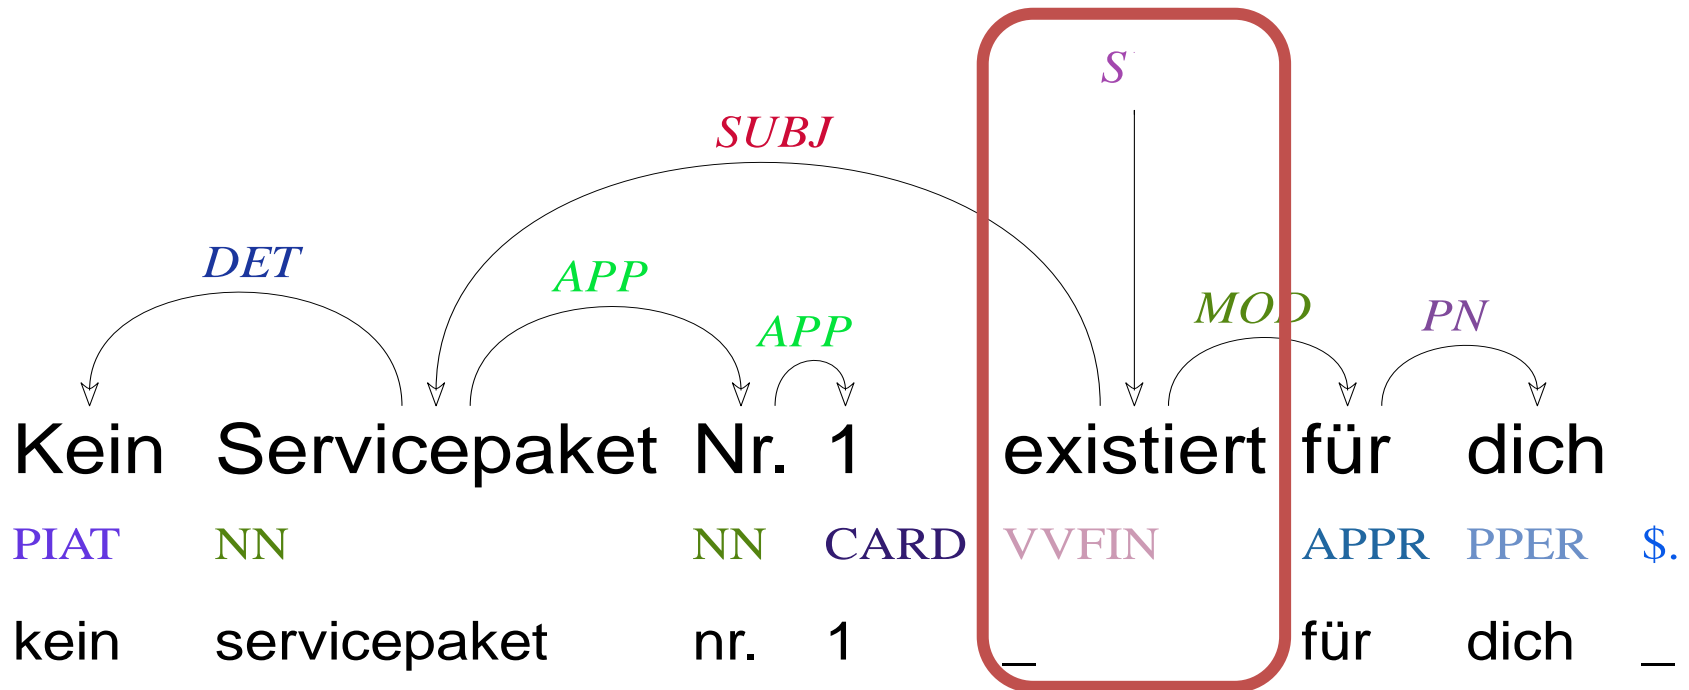 S
SUBJ
DET APP MOD PN
APP
Kein Servicepaket Nr. 1 existiert für dich
PIAT NN NN CARD VVFIN APPR PPER $.
kein servicepaket nr. 1 _ für dich _